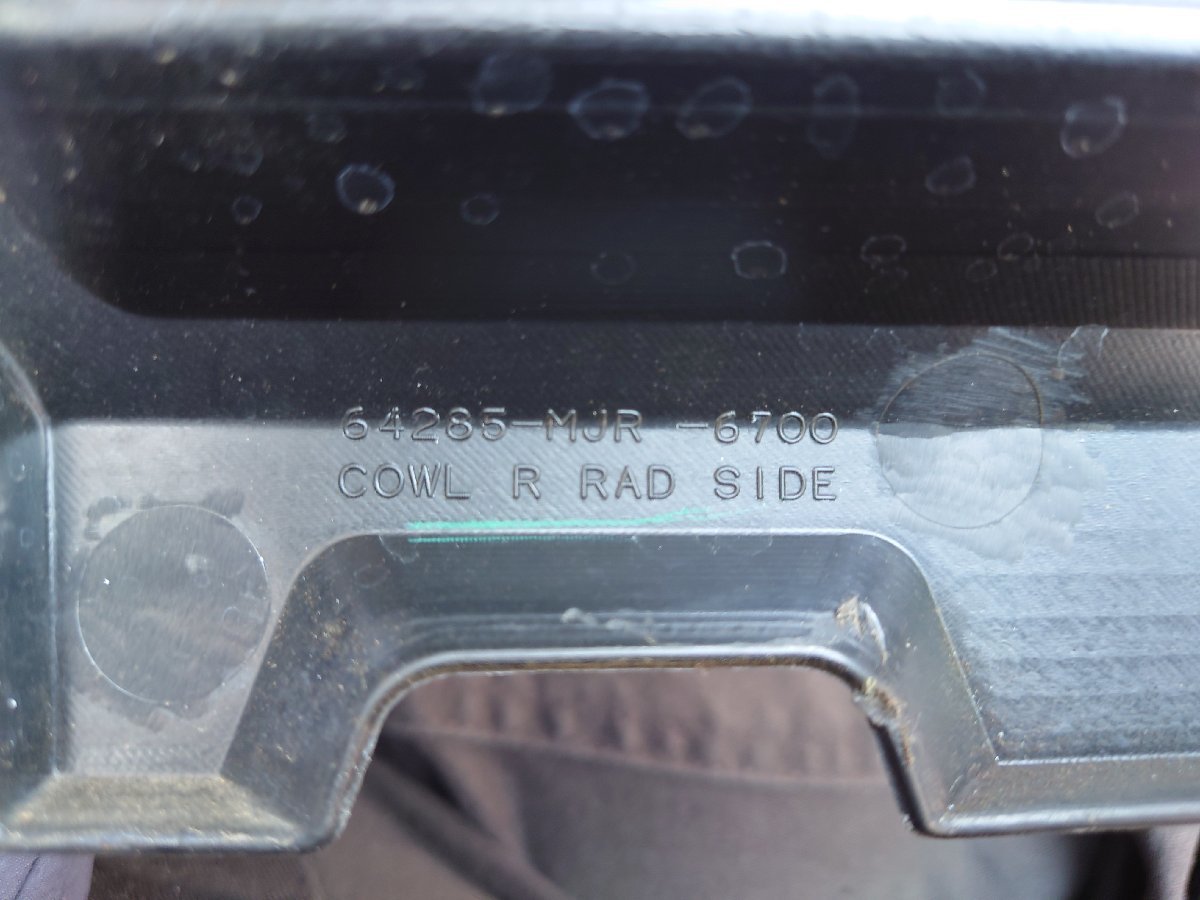 64285-MJR -6700
COWL R RAD SIDE